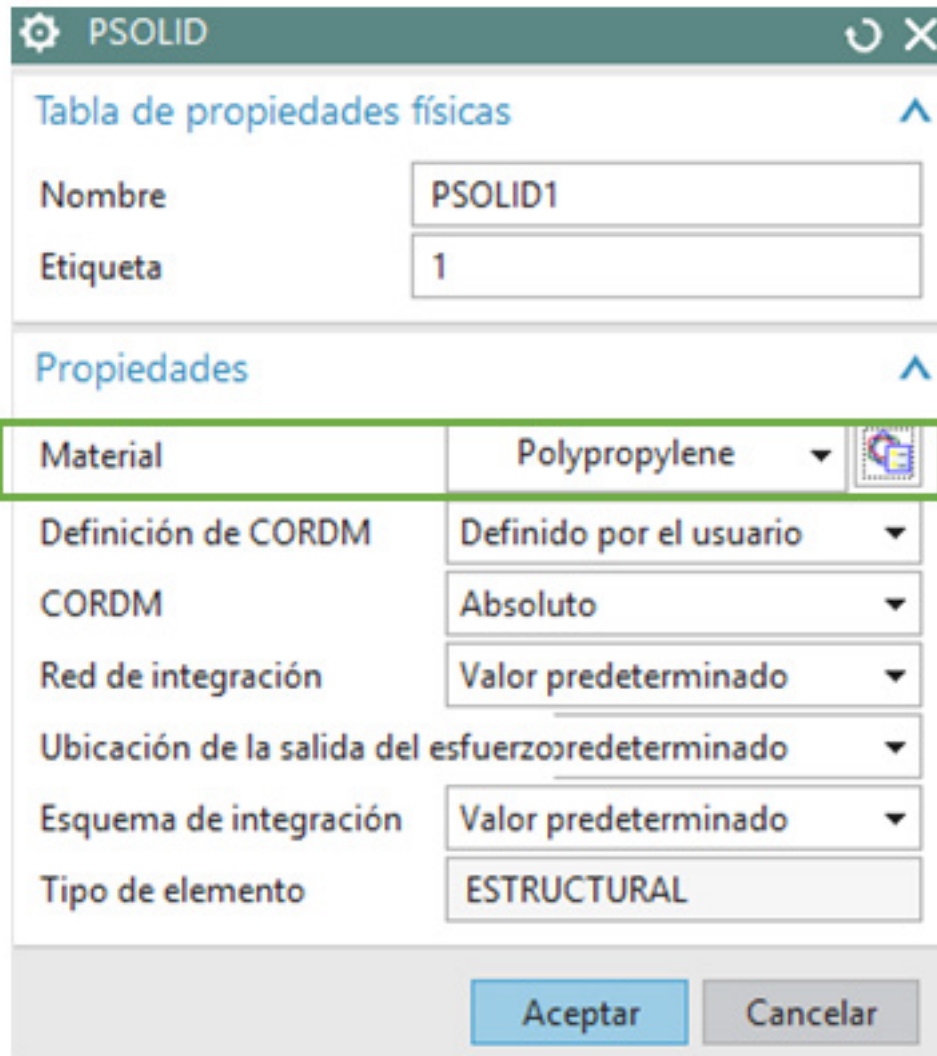 PSOLID
Tabla de propiedades físicas
Nombre PSOLID1
Etiqueta 1
Propiedades
Material Polypropylene
Definición de CORDM Definido por el usuario
CORDM Absoluto
Red de integración Valor predeterminado
Ubicación de la salida del esfuerzo predeterminado
Esquema de integración Valor predeterminado
Tipo de elemento ESTRUCTURAL
Aceptar Cancelar